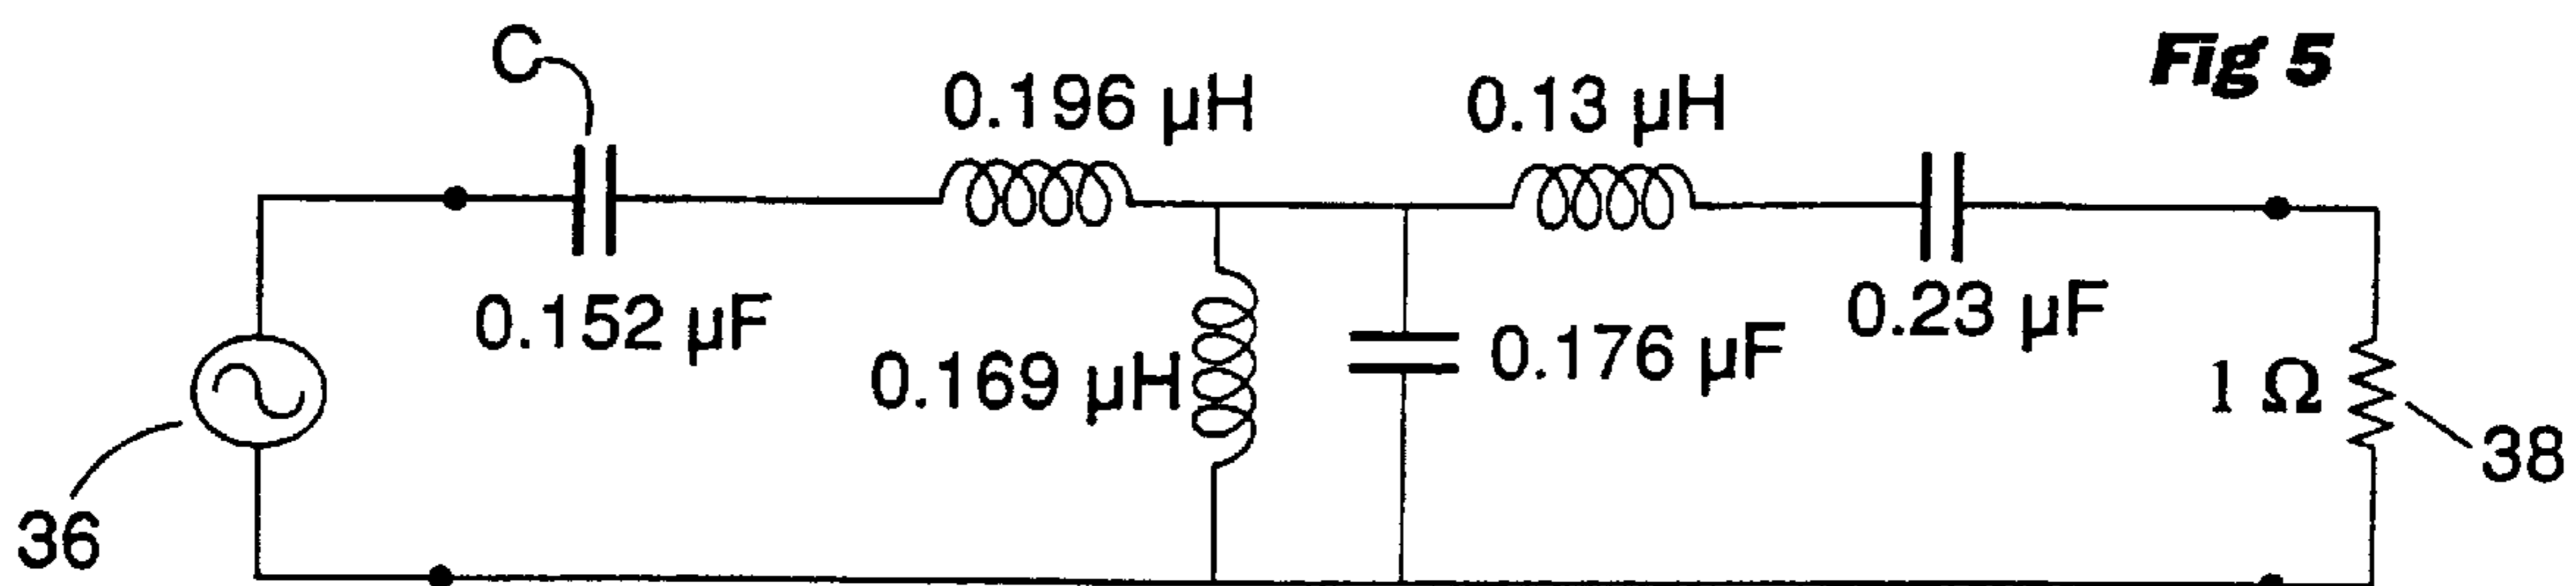 Fig 5
C
0.196 µH
0.13 µH
0.152 µF
0.169 µH
0.176 µF
0.23 µF
1 Ω
36
38